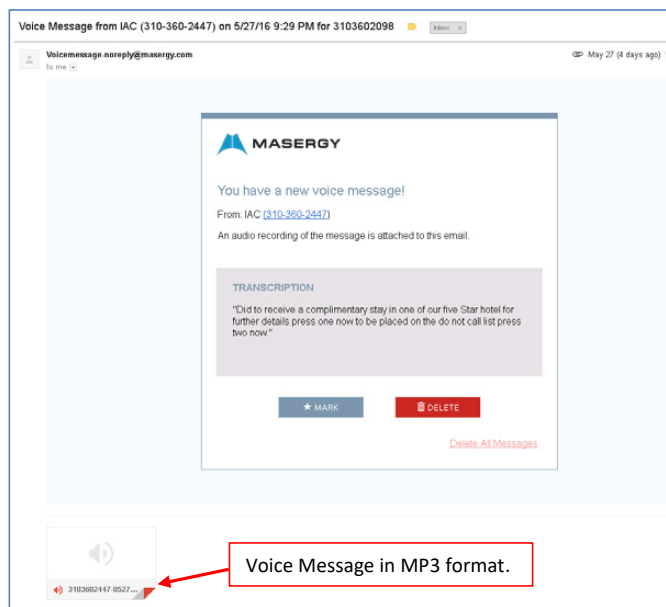 Voice Message from IAC (310-360-2447) on 5/27/16 9:29 PM for 3103602098
Inbox x
Voicemessage-noreply@masergy.com
May 27 (4 days ago)
to me
MASERGY
You have a new voice message!
From: IAC (310-360-2447)
An audio recording of the message is attached to this email.
TRANSCRIPTION
"Did to receive a complimentary stay in one of our five Star hotel for
further details press one now to be placed on the do not call list press
two now."
★ MARK
DELETE
Delete All Messages
Voice Message in MP3 format.
3103602447-0527...